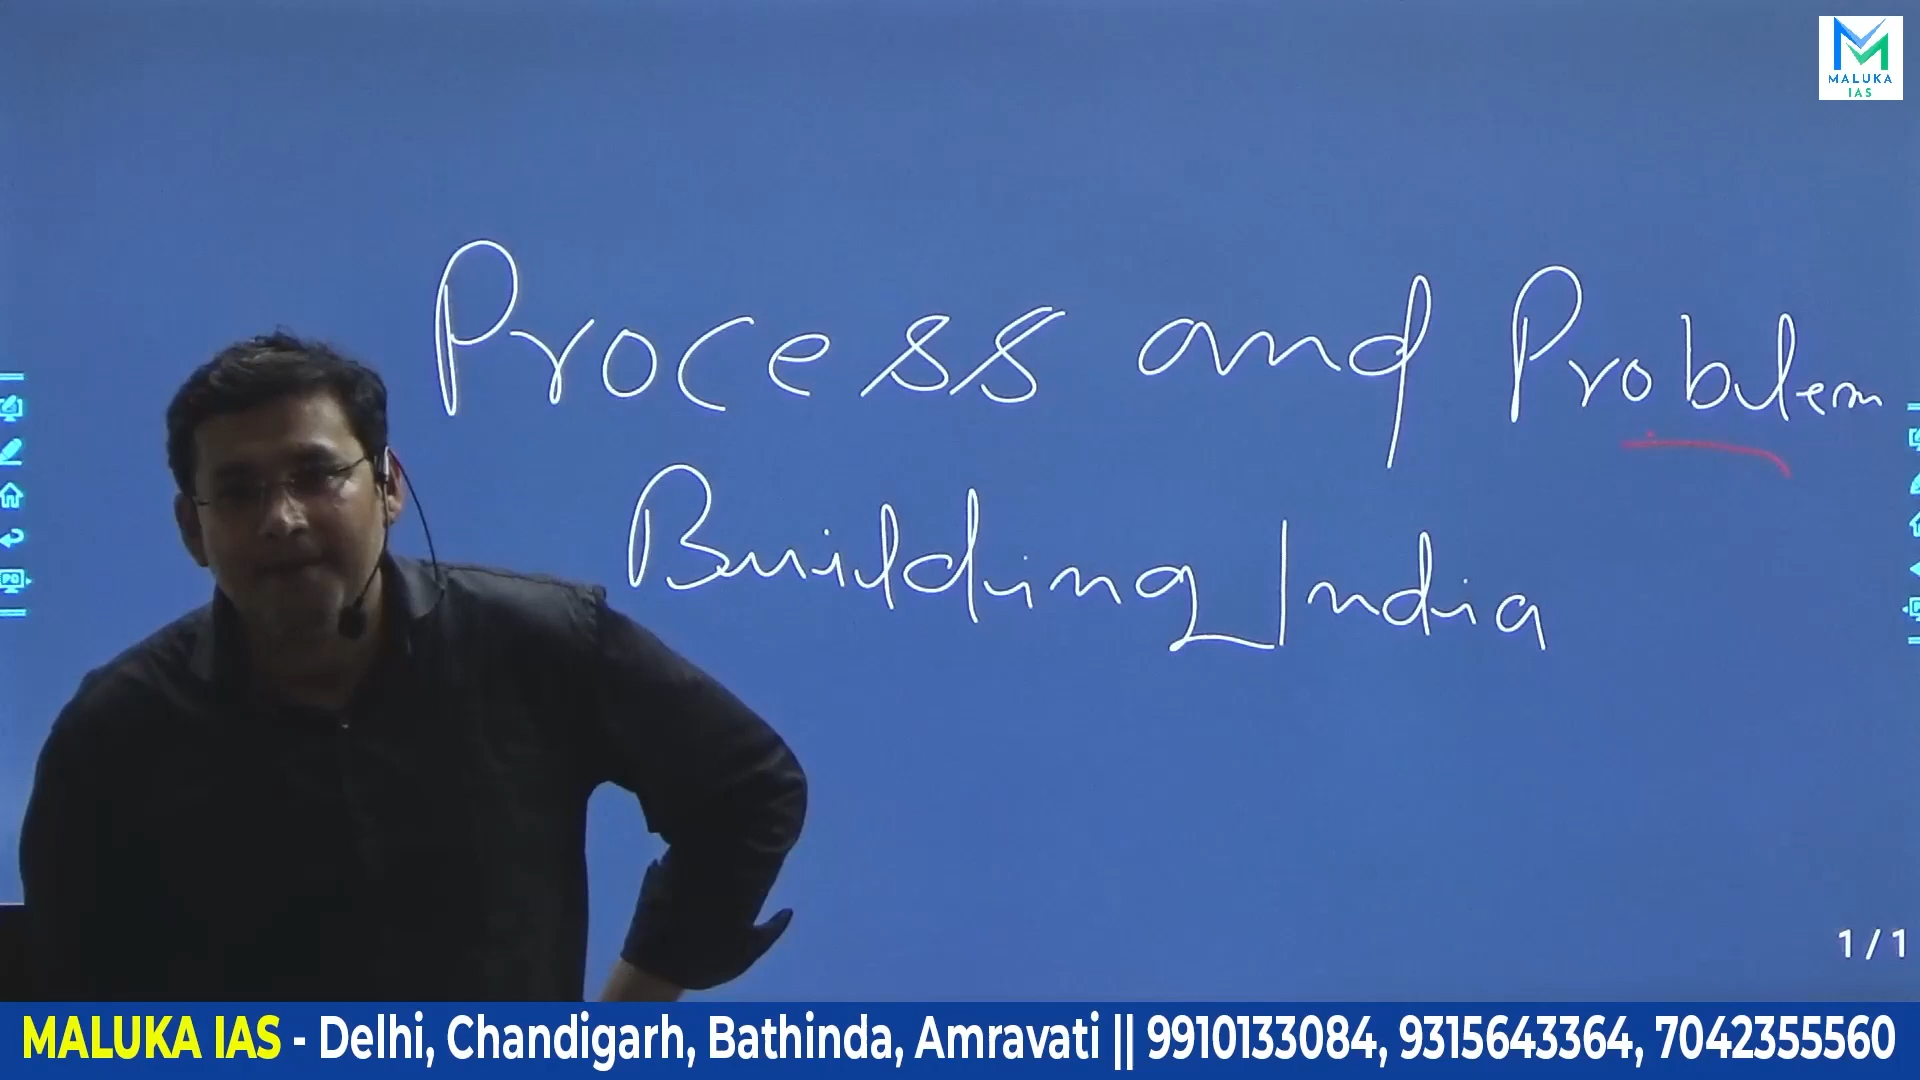 MALUKA
IAS
Process and Problem
Building India
1 / 1
MALUKA IAS - Delhi, Chandigarh, Bathinda, Amravati || 9910133084, 9315643364, 7042355560